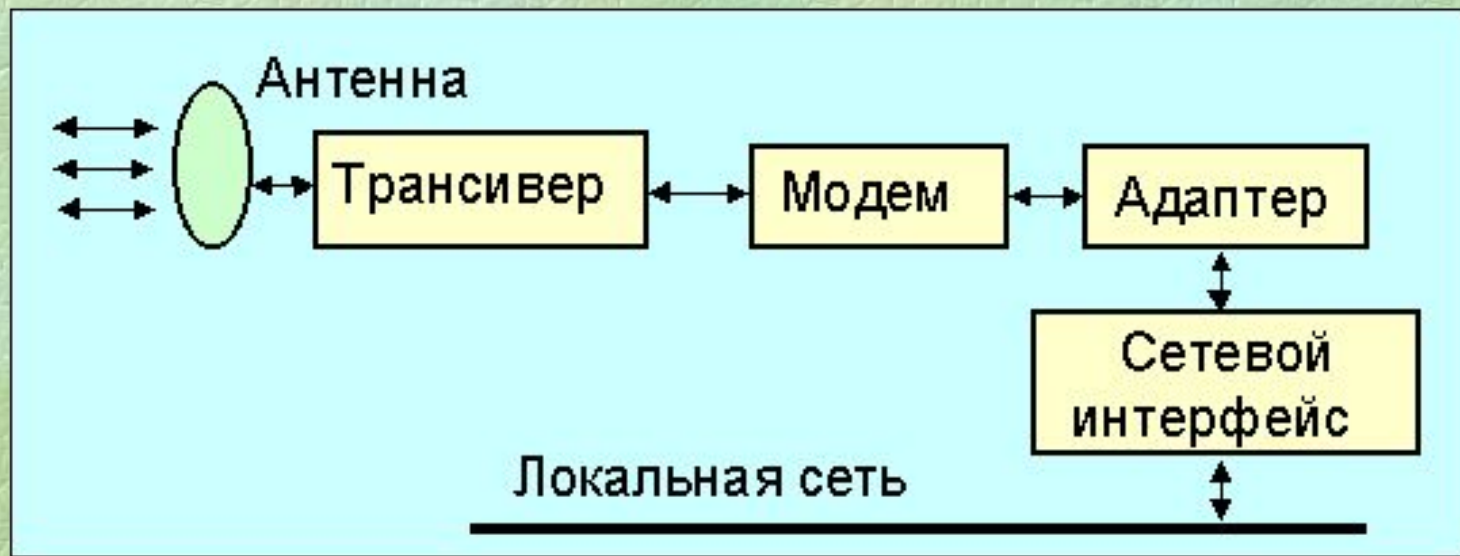 Антенна
Трансивер
Модем
Адаптер
Сетевой
интерфейс
Локальная сеть